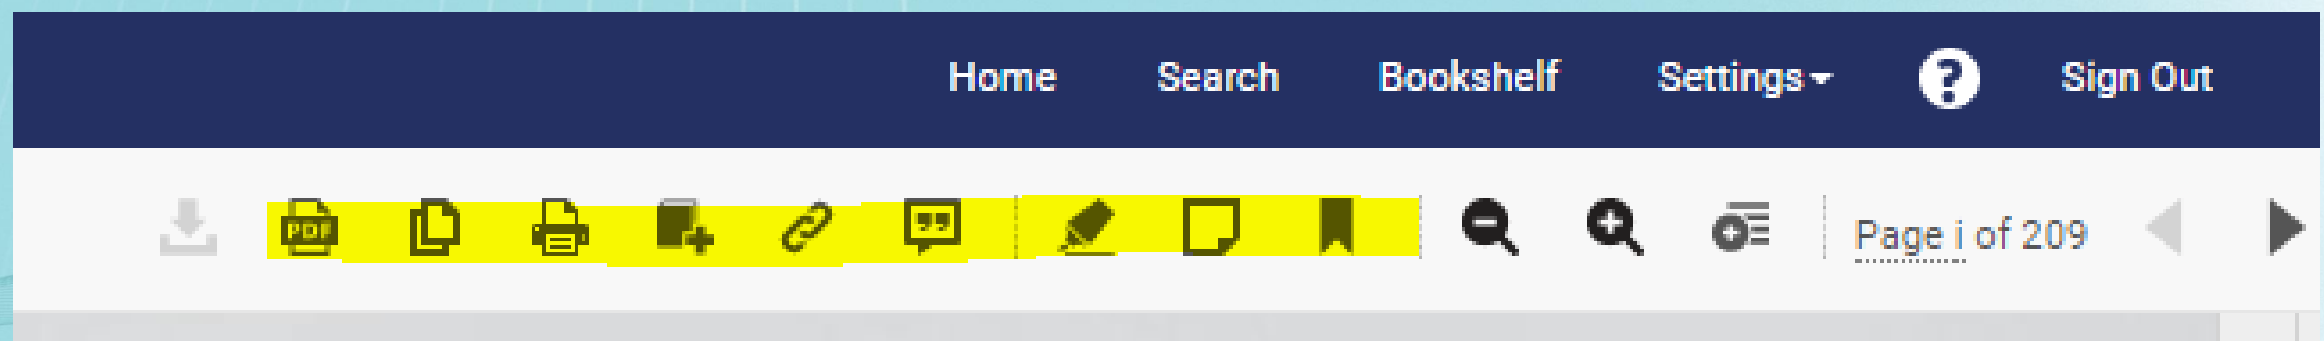 Home Search Bookshelf Settings ? Sign Out
PDF Page i of 209